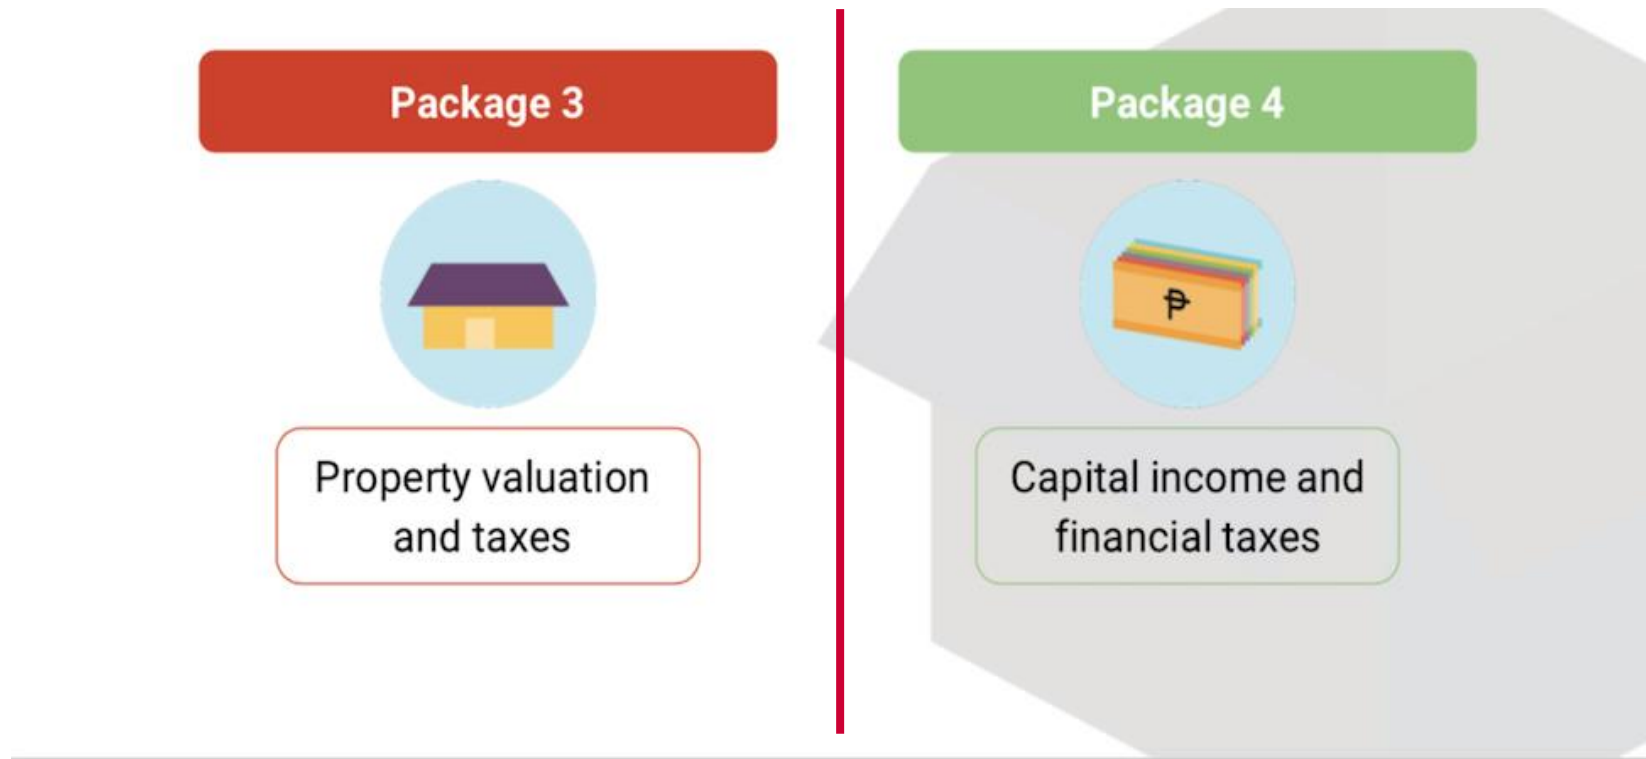 Package 3
Property valuation
and taxes
Package 4
₱
Capital income and
financial taxes